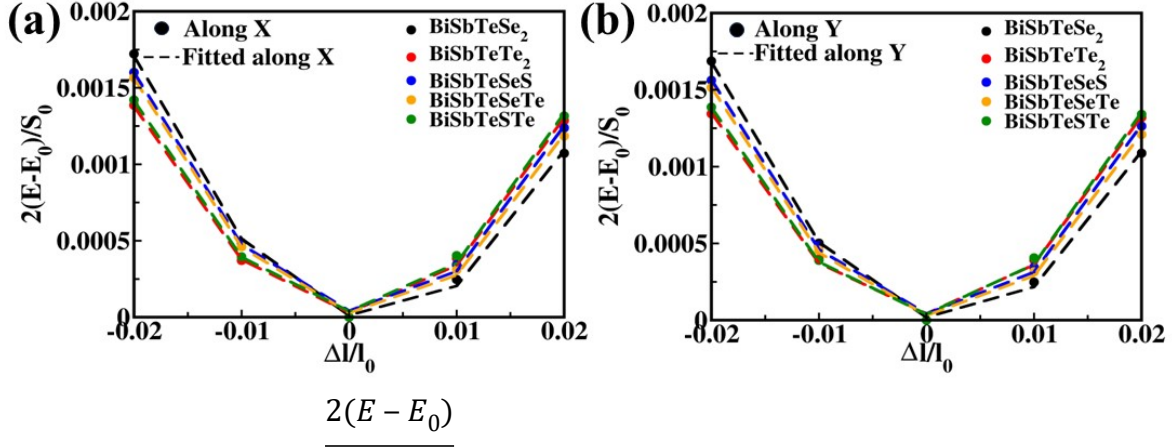 (a)
Along X
Fitted along X
BiSbTeSe₂
BiSbTeTe₂
BiSbTeSeS
BiSbTeSeTe
BiSbTeSTe
2(E-E₀)/S₀
0.002
0.0015
0.001
0.0005
0
-0.02 -0.01 0 0.01 0.02
Δl/l₀
(b)
Along Y
Fitted along Y
BiSbTeSe₂
BiSbTeTe₂
BiSbTeSeS
BiSbTeSeTe
BiSbTeSTe
2(E-E₀)/S₀
0.002
0.0015
0.001
0.0005
0
-0.02 -0.01 0 0.01 0.02
Δl/l₀
2(E − E₀)